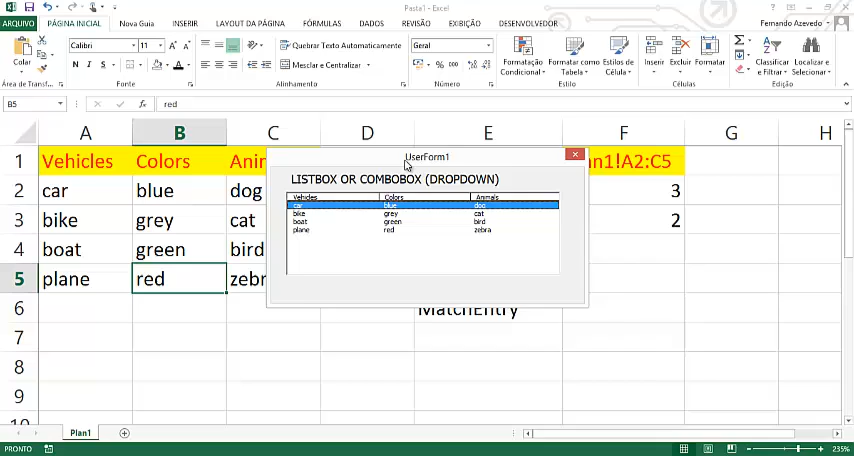 Pasta1 - Excel
ARQUIVO PÁGINA INICIAL Nova Guia INSERIR LAYOUT DA PÁGINA FÓRMULAS DADOS REVISÃO EXIBIÇÃO DESENVOLVEDOR Fernando Azevedo
Calibri 11 Quebrar Texto Automaticamente Geral
Colar N I S Mesclar e Centralizar % 000 Formatação Condicional Formatar como Tabela Estilos de Célula Inserir Excluir Formatar Classificar e Filtrar Localizar e Selecionar
Área de Transf... Fonte Alinhamento Número Estilo Células Edição
B5 fx red
A B C D E F G H
1 Vehicles Colors Ani n1!A2:C5
2 car blue dog 3
3 bike grey cat 2
4 boat green bird
5 plane red zeb
6 MatchEntry
7
8
9
10
UserForm1
LISTBOX OR COMBOBOX (DROPDOWN)
Vehicles Colors Animals
car blue dog
bike grey cat
boat green bird
plane red zebra
Plan1
PRONTO 235%